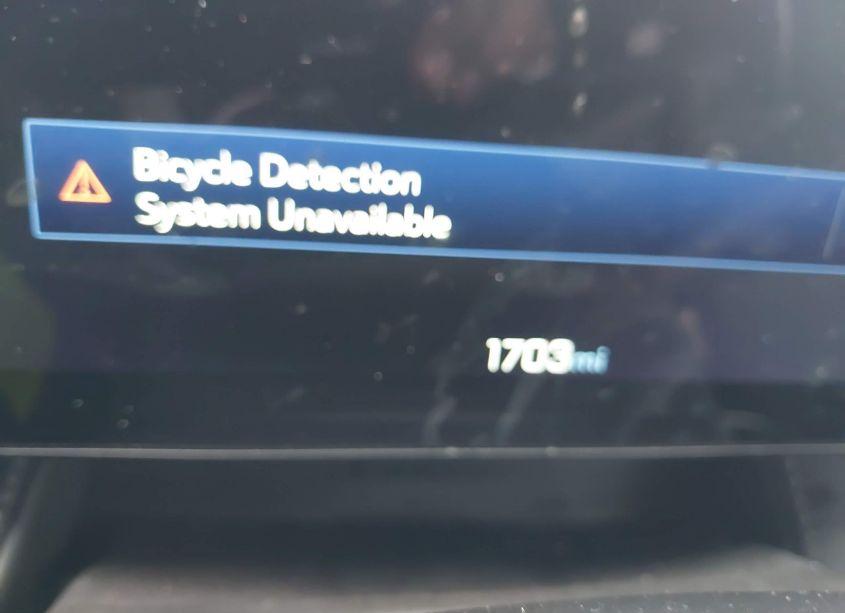 Bicycle Detection
System Unavailable
1703mi